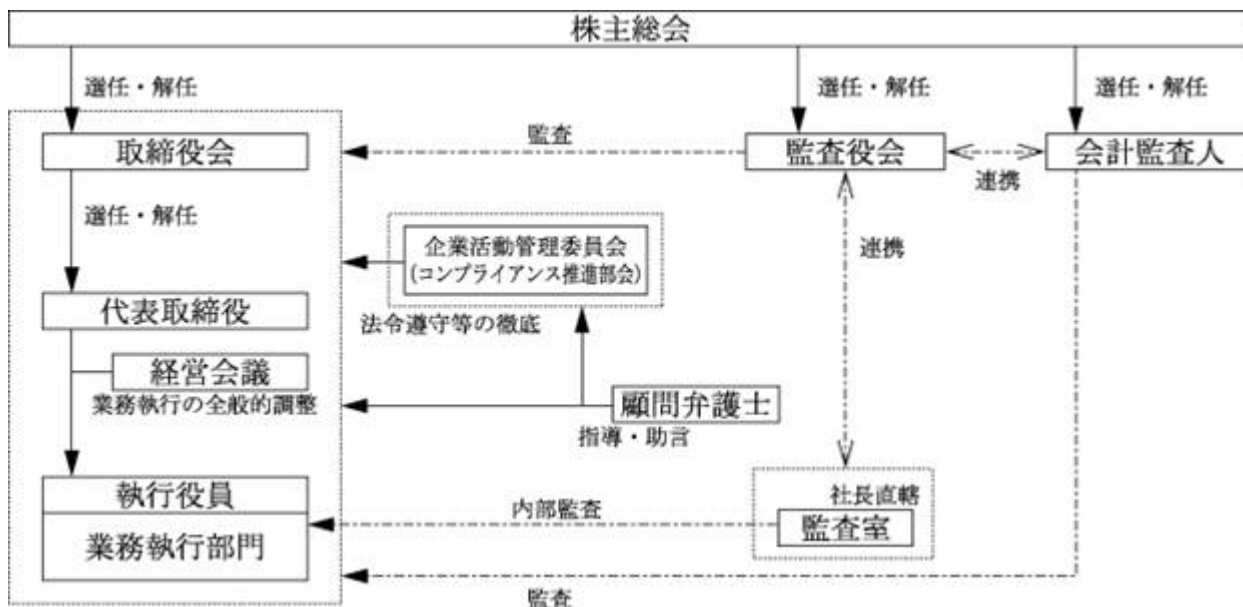 株主総会
選任・解任
選任・解任
選任・解任
取締役会
監査
監査役会
会計監査人
連携
選任・解任
企業活動管理委員会
(コンプライアンス推進部会)
連携
代表取締役
法令遵守等の徹底
経営会議
業務執行の全般的調整
顧問弁護士
指導・助言
執行役員
業務執行部門
内部監査
社長直轄
監査室
監査